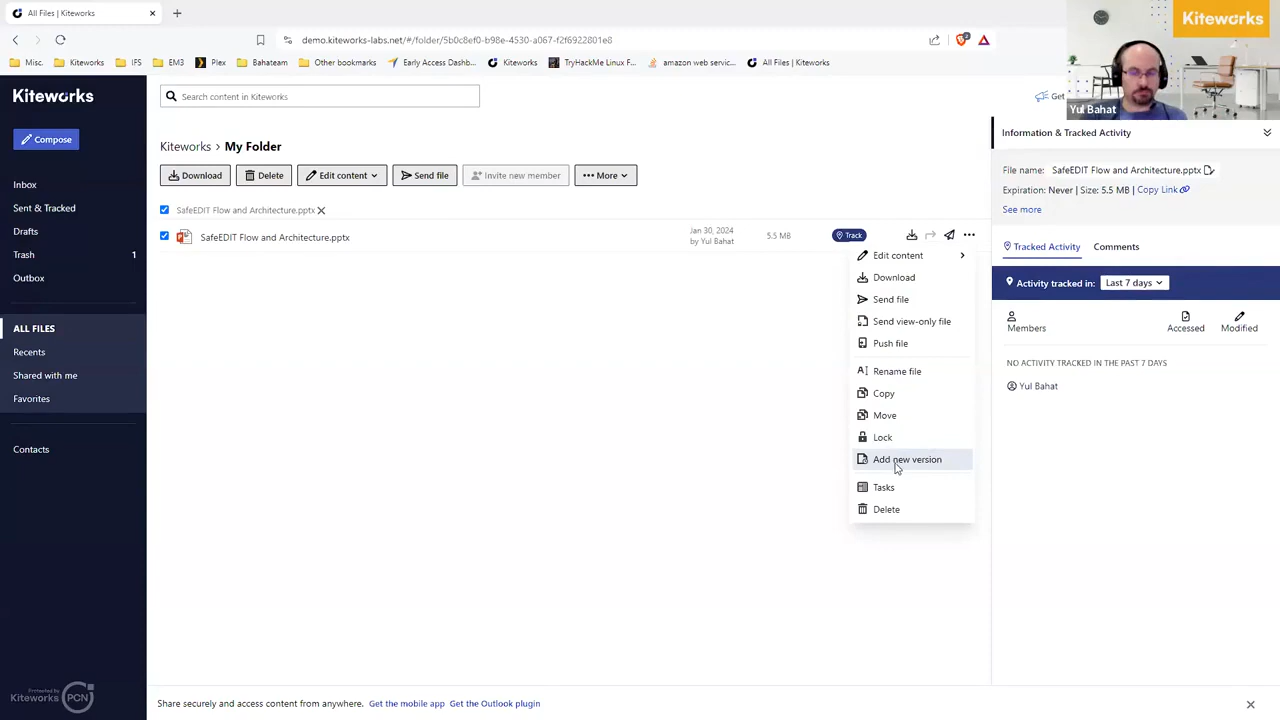 All Files | Kiteworks
demo.kiteworks-labs.net/#/folder/5b0c8ef0-b98e-4530-a067-f2f6922801e8
2
Misc. Kiteworks IFS EM3 Plex Bahateam Other bookmarks Early Access Dashb... Kiteworks TryHackMe Linux F... amazon web servic... All Files | Kiteworks
Kiteworks
Yul Bahat
Kiteworks
Search content in Kiteworks
Get
Compose
Inbox
Sent & Tracked
Drafts
Trash 1
Outbox
ALL FILES
Recents
Shared with me
Favorites
Contacts
Protected by
Kiteworks PCN
Kiteworks > My Folder
Download Delete Edit content Send file Invite new member More
SafeEDIT Flow and Architecture.pptx
SafeEDIT Flow and Architecture.pptx
Jan 30, 2024
by Yul Bahat
5.5 MB
Track
Edit content
Download
Send file
Send view-only file
Push file
Rename file
Copy
Move
Lock
Add new version
Tasks
Delete
Information & Tracked Activity
File name: SafeEDIT Flow and Architecture.pptx
Expiration: Never | Size: 5.5 MB | Copy Link
See more
Tracked Activity Comments
Activity tracked in: Last 7 days
Members Accessed Modified
NO ACTIVITY TRACKED IN THE PAST 7 DAYS
Yul Bahat
Share securely and access content from anywhere. Get the mobile app Get the Outlook plugin